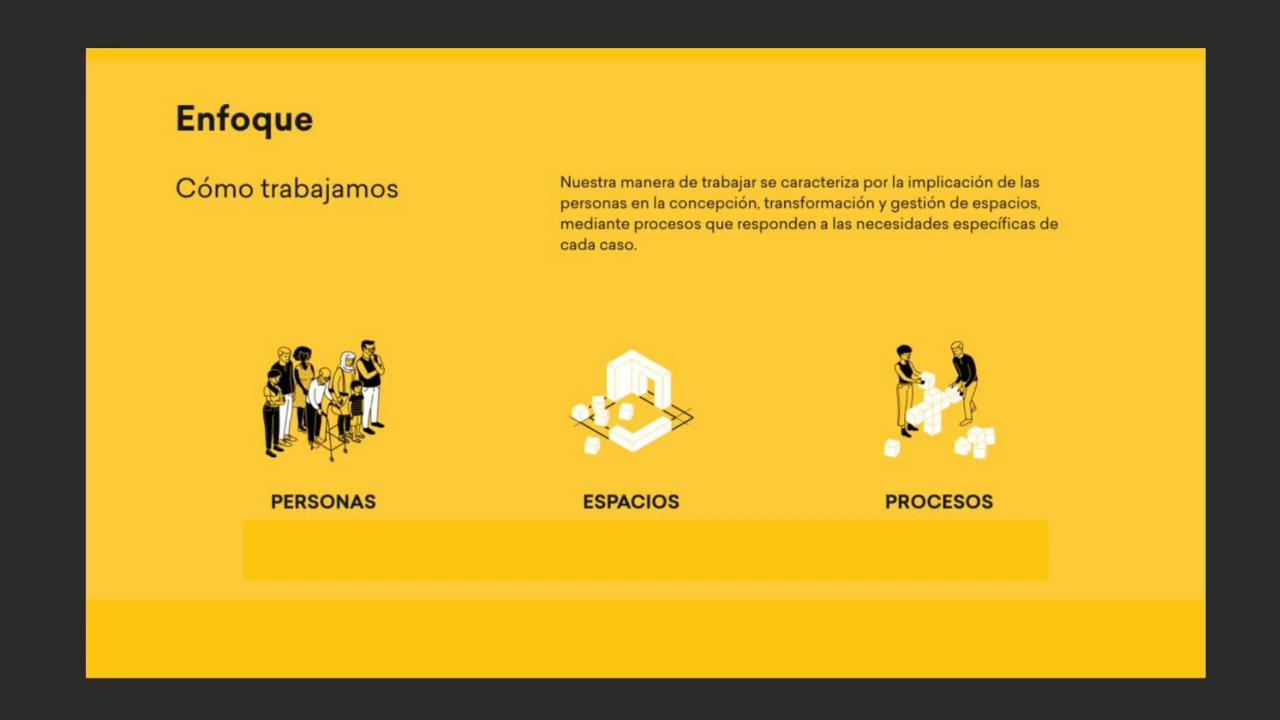 Enfoque
Cómo trabajamos
Nuestra manera de trabajar se caracteriza por la implicación de las
personas en la concepción, transformación y gestión de espacios,
mediante procesos que responden a las necesidades específicas de
cada caso.
PERSONAS
ESPACIOS
PROCESOS